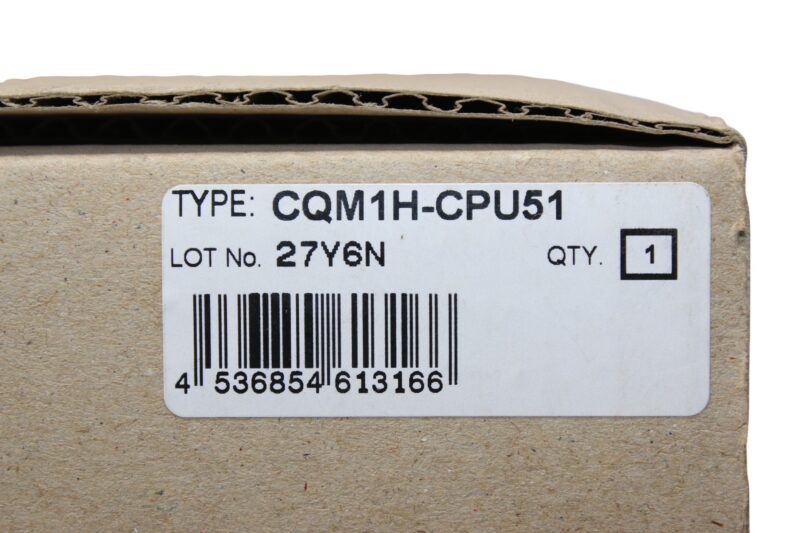 TYPE: CQM1H-CPU51
LOT No. 27Y6N QTY. 1
4 536854 613166